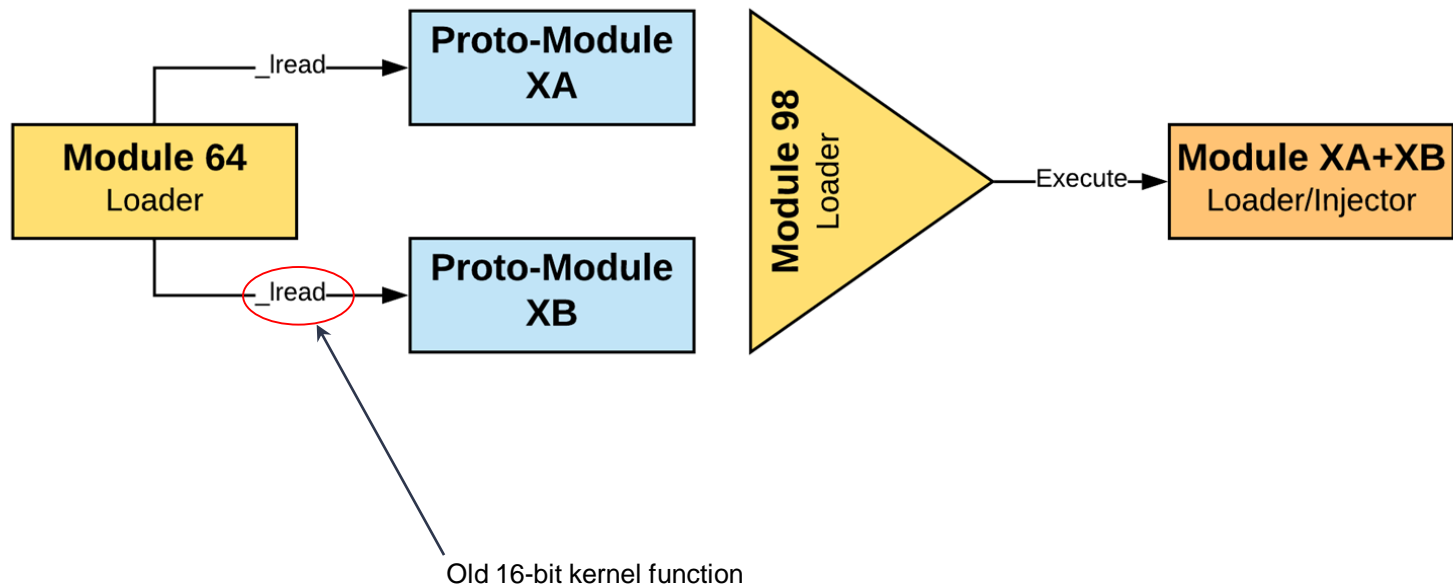 Module 64
Loader
_lread
Proto-Module
XA
_lread
Proto-Module
XB
Module 98
Loader
Execute
Module XA+XB
Loader/Injector
Old 16-bit kernel function